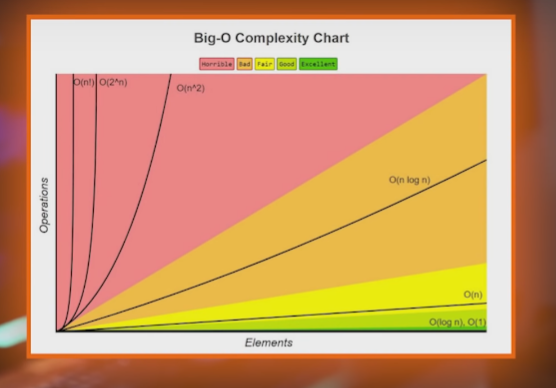 Big-O Complexity Chart
Horrible Bad Fair Good Excellent
O(n!) O(2^n) O(n^2)
O(n log n)
O(n)
O(log n), O(1)
Operations
Elements